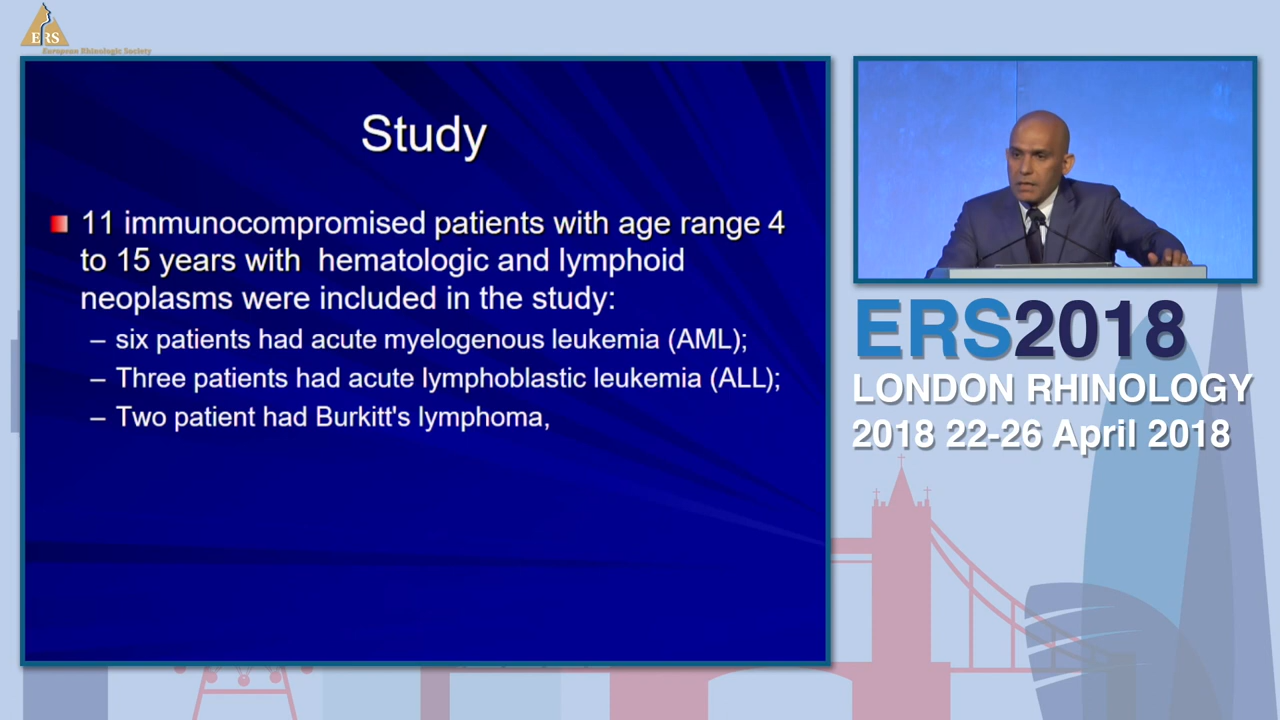 ERS
European Rhinologic Society
Study
11 immunocompromised patients with age range 4
to 15 years with hematologic and lymphoid
neoplasms were included in the study:
– six patients had acute myelogenous leukemia (AML);
– Three patients had acute lymphoblastic leukemia (ALL);
– Two patient had Burkitt's lymphoma,
ERS2018
LONDON RHINOLOGY
2018 22-26 April 2018